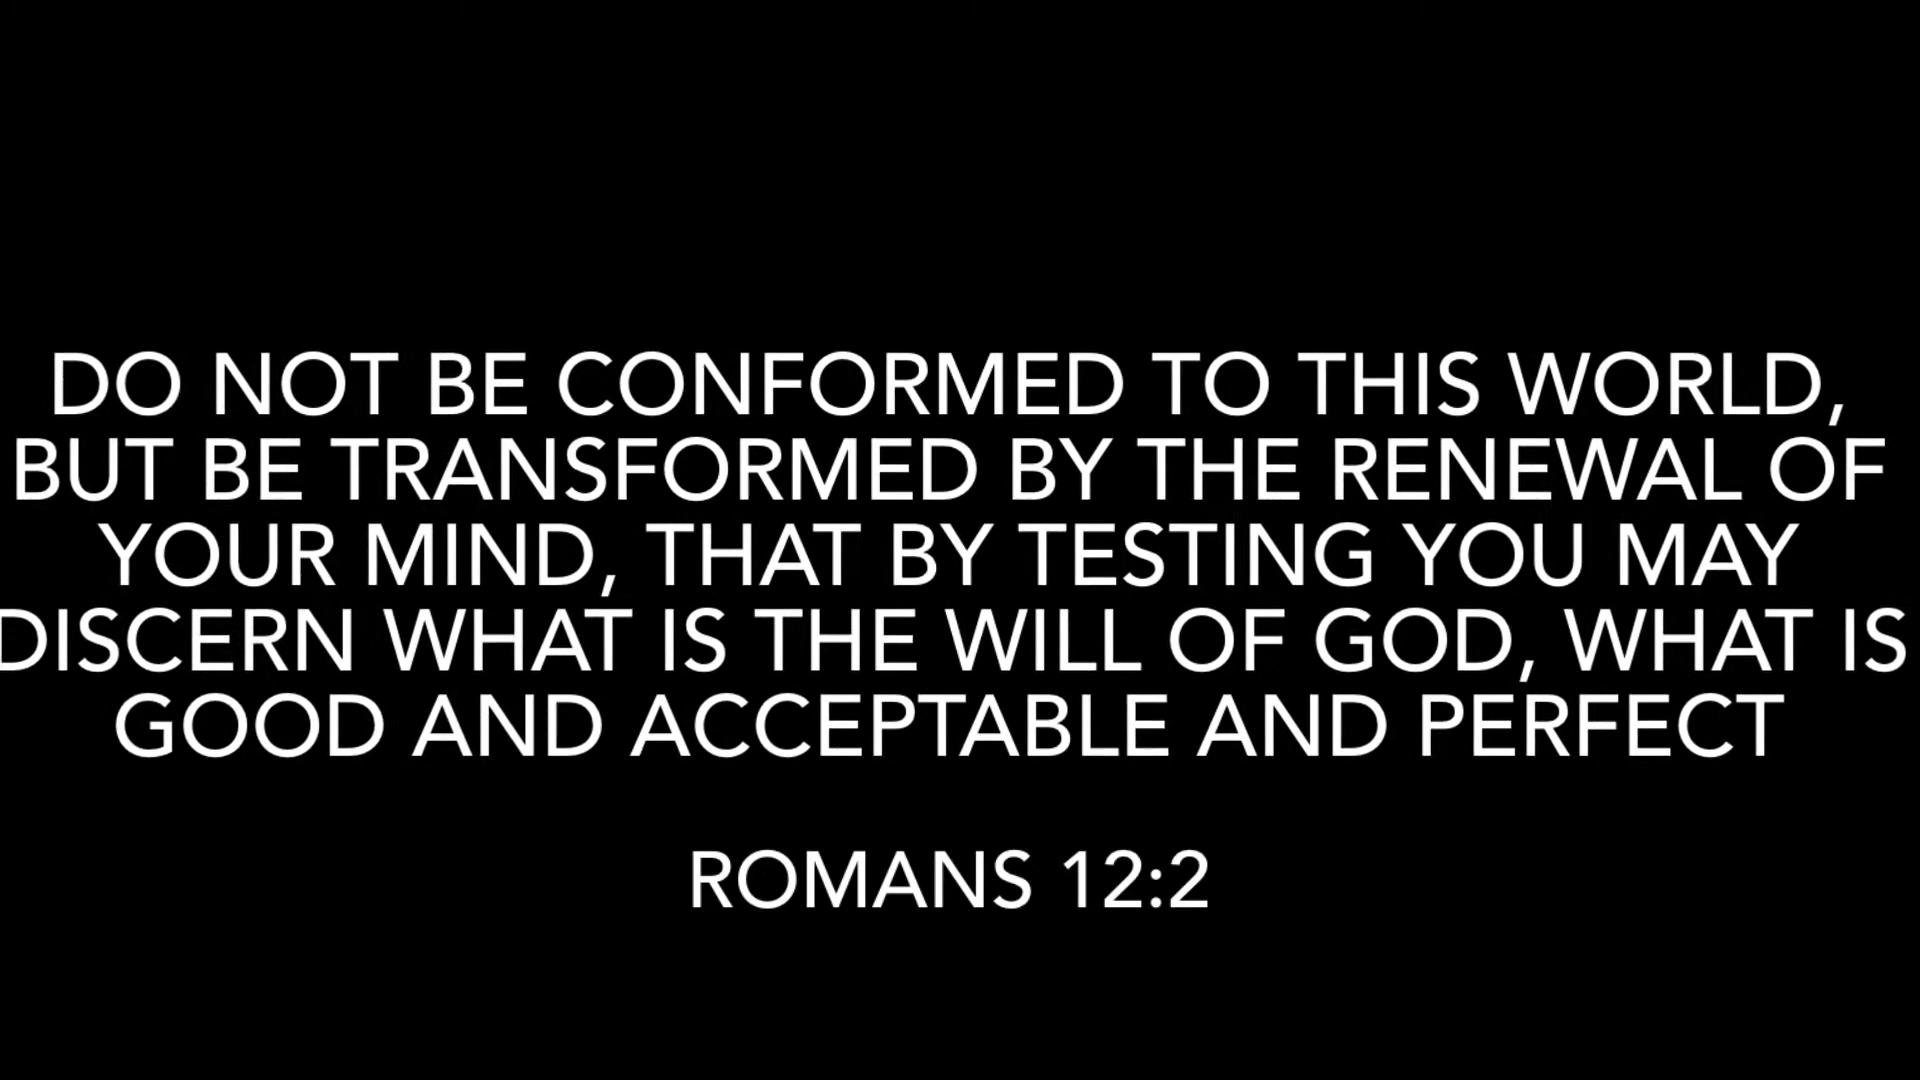 DO NOT BE CONFORMED TO THIS WORLD,
BUT BE TRANSFORMED BY THE RENEWAL OF
YOUR MIND, THAT BY TESTING YOU MAY
DISCERN WHAT IS THE WILL OF GOD, WHAT IS
GOOD AND ACCEPTABLE AND PERFECT
ROMANS 12:2